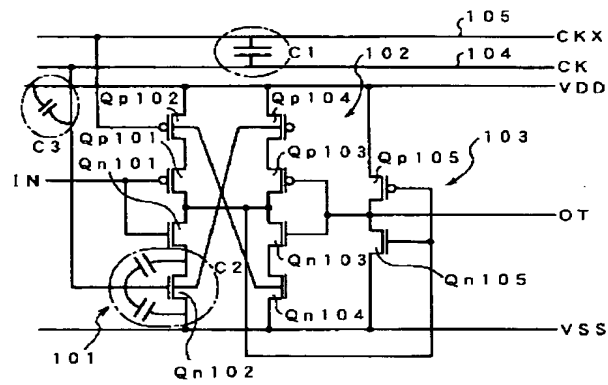 105
CKX
C1
104
CK
102
VDD
Qp102
Qp104
C3
Qp101
103
Qn101
Qp103
Qp105
IN
OT
C2
Qn103
Qn105
Qn104
VSS
101
Qn102